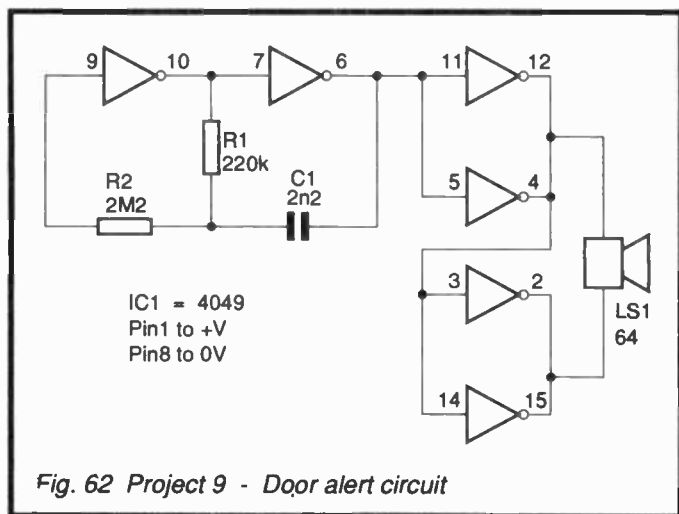 9 10 7 6 11 12
R1
220k
R2
2M2
C1
2n2
5 4
3 2
14 15
LS1
64
IC1 = 4049
Pin1 to +V
Pin8 to 0V
Fig. 62 Project 9 - Door alert circuit